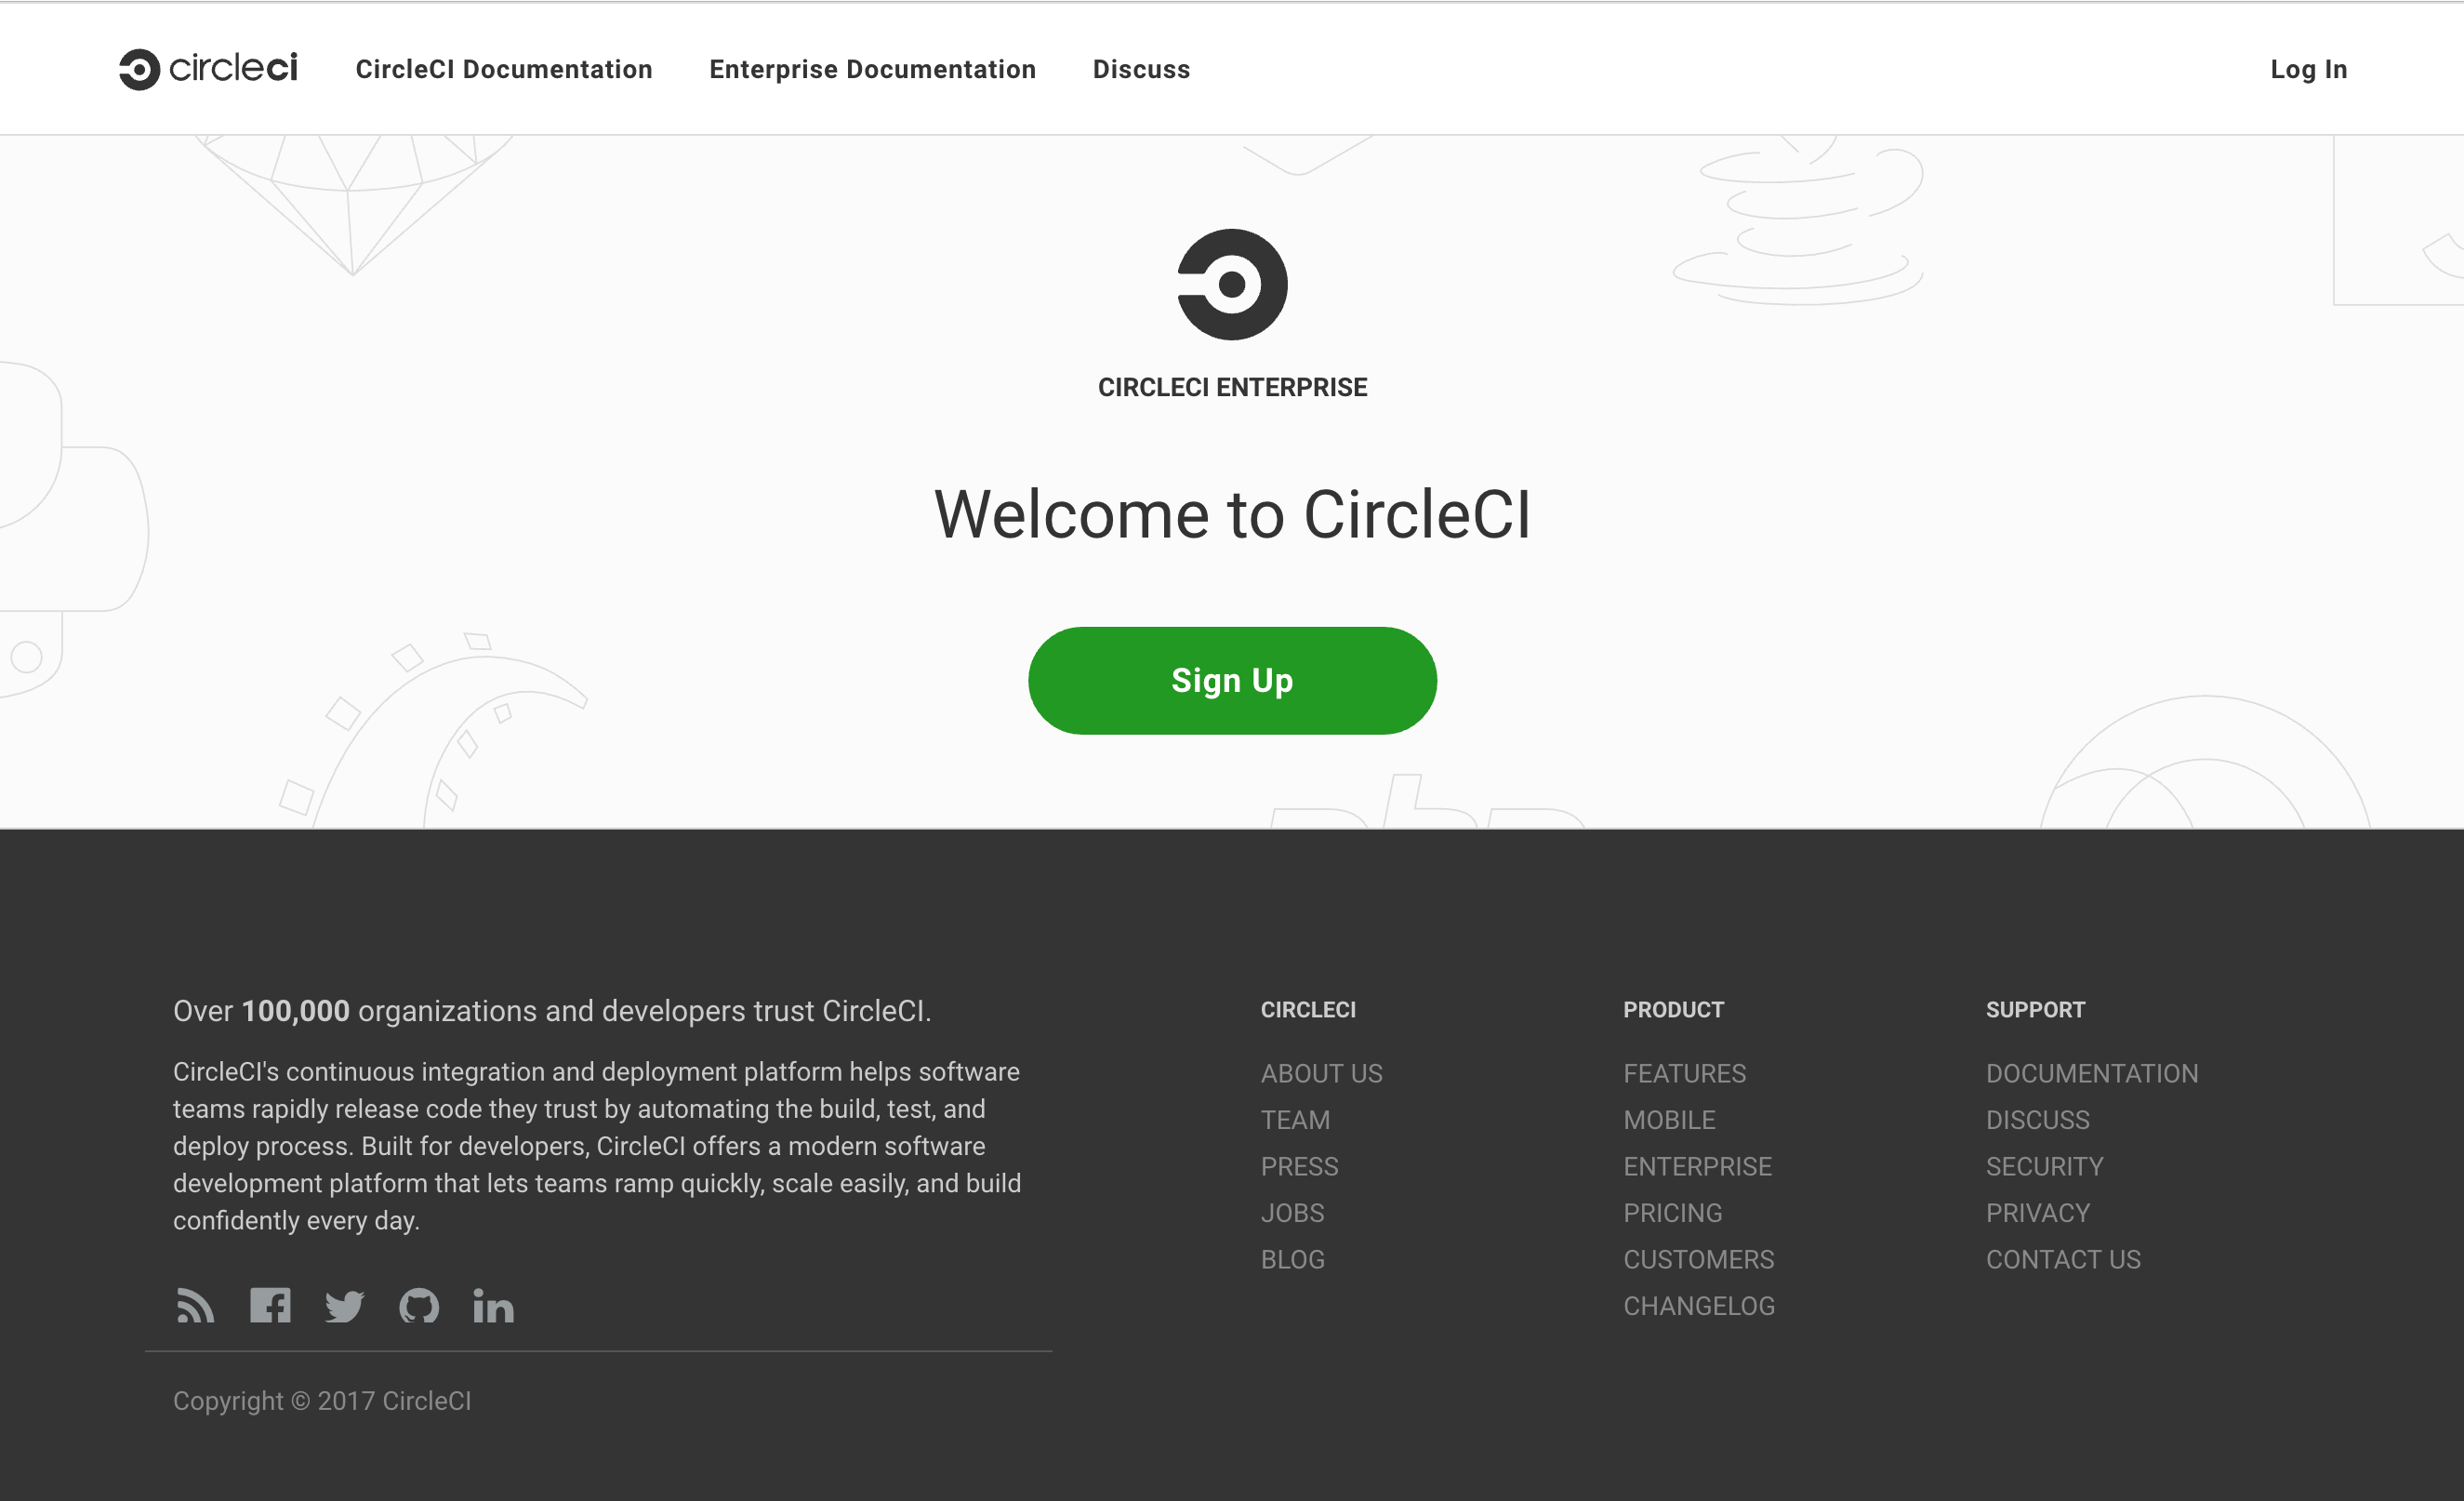 circleci CircleCI Documentation Enterprise Documentation Discuss Log In
CIRCLECI ENTERPRISE
Welcome to CircleCI
Sign Up
php
Over 100,000 organizations and developers trust CircleCI.
CircleCI's continuous integration and deployment platform helps software
teams rapidly release code they trust by automating the build, test, and
deploy process. Built for developers, CircleCI offers a modern software
development platform that lets teams ramp quickly, scale easily, and build
confidently every day.
in
Copyright © 2017 CircleCI
CIRCLECI
ABOUT US
TEAM
PRESS
JOBS
BLOG
PRODUCT
FEATURES
MOBILE
ENTERPRISE
PRICING
CUSTOMERS
CHANGELOG
SUPPORT
DOCUMENTATION
DISCUSS
SECURITY
PRIVACY
CONTACT US